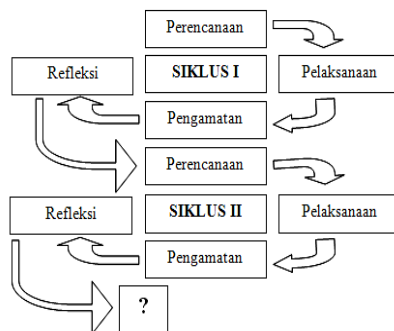 Perencanaan
Refleksi
SIKLUS I
Pelaksanaan
Pengamatan
Perencanaan
Refleksi
SIKLUS II
Pelaksanaan
Pengamatan
?